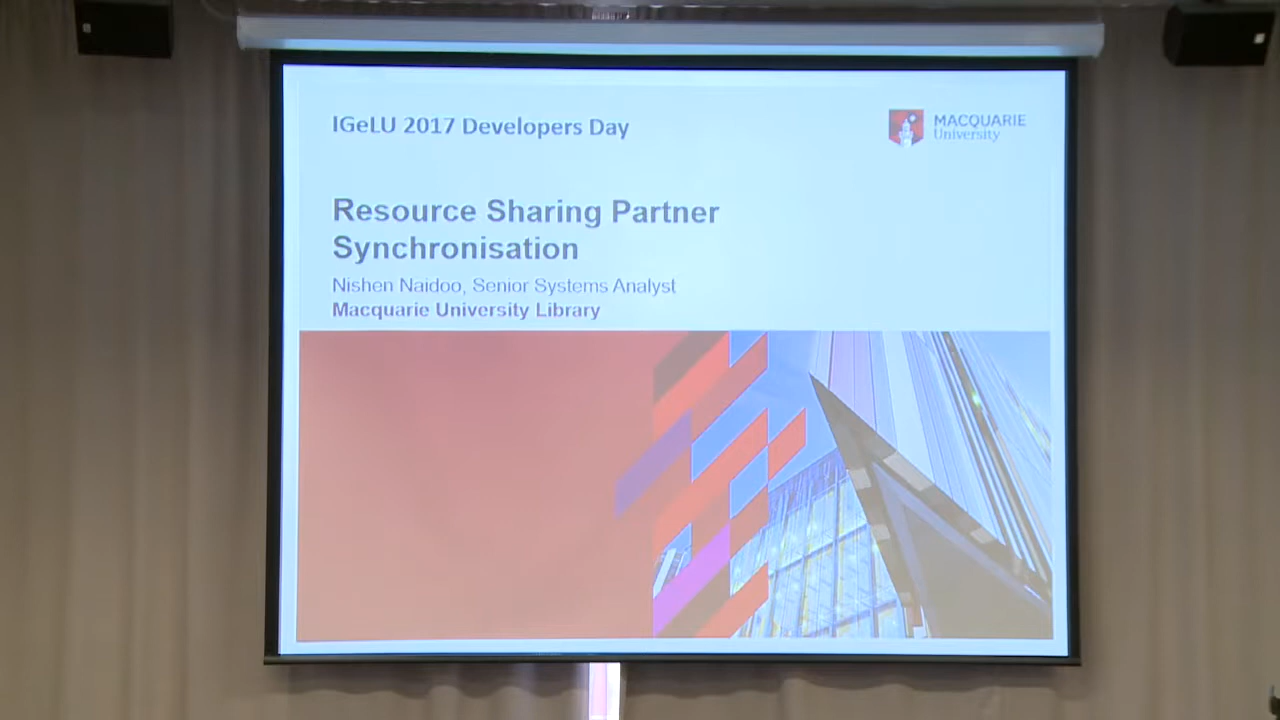 IGeLU 2017 Developers Day
MACQUARIE
University
Resource Sharing Partner
Synchronisation
Nishen Naidoo, Senior Systems Analyst
Macquarie University Library